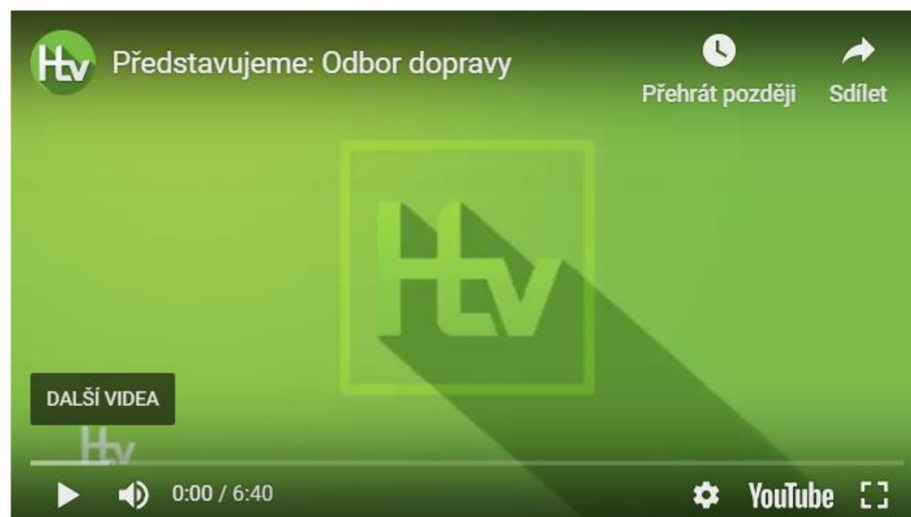 Htv Představujeme: Odbor dopravy
Přehrát později
Sdílet
Htv
DALŠÍ VIDEA
Htv
0:00 / 6:40
YouTube